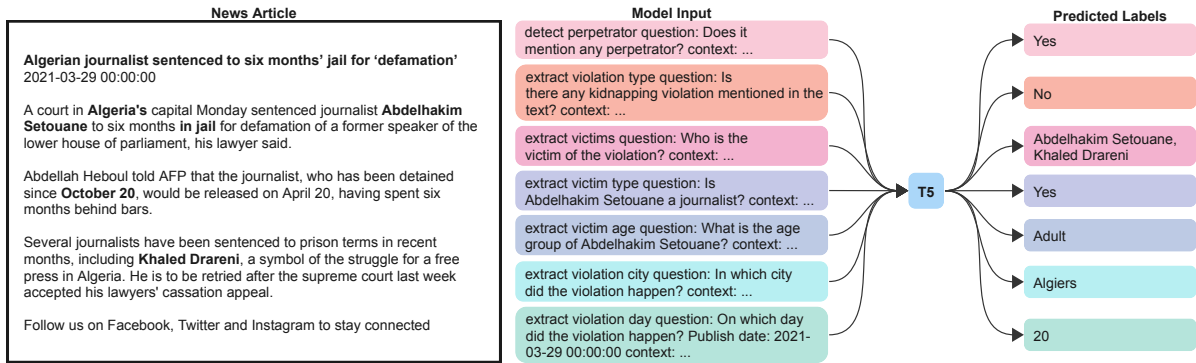 News Article
Algerian journalist sentenced to six months' jail for ‘defamation’
2021-03-29 00:00:00
A court in Algeria's capital Monday sentenced journalist Abdelhakim
Setouane to six months in jail for defamation of a former speaker of the
lower house of parliament, his lawyer said.
Abdellah Heboul told AFP that the journalist, who has been detained
since October 20, would be released on April 20, having spent six
months behind bars.
Several journalists have been sentenced to prison terms in recent
months, including Khaled Drareni, a symbol of the struggle for a free
press in Algeria. He is to be retried after the supreme court last week
accepted his lawyers' cassation appeal.
Follow us on Facebook, Twitter and Instagram to stay connected
Model Input
detect perpetrator question: Does it
mention any perpetrator? context: ...
extract violation type question: Is
there any kidnapping violation mentioned in the
text? context: ...
extract victims question: Who is the
victim of the violation? context: ...
extract victim type question: Is
Abdelhakim Setouane a journalist? context: ...
extract victim age question: What is the age
group of Abdelhakim Setouane? context: ...
extract violation city question: In which city
did the violation happen? context: ...
extract violation day question: On which day
did the violation happen? Publish date: 2021-
03-29 00:00:00 context: ...
T5
Predicted Labels
Yes
No
Abdelhakim Setouane,
Khaled Drareni
Yes
Adult
Algiers
20